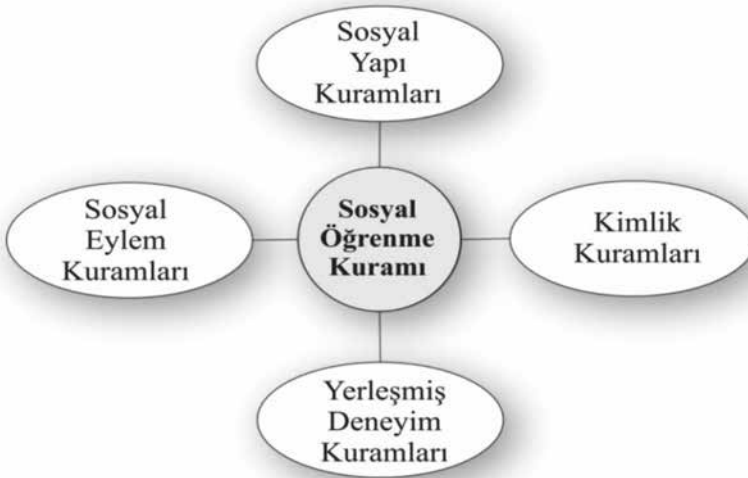 Sosyal
Yapı
Kuramları
Sosyal
Eylem
Kuramları
Sosyal
Öğrenme
Kuramı
Kimlik
Kuramları
Yerleşmiş
Deneyim
Kuramları